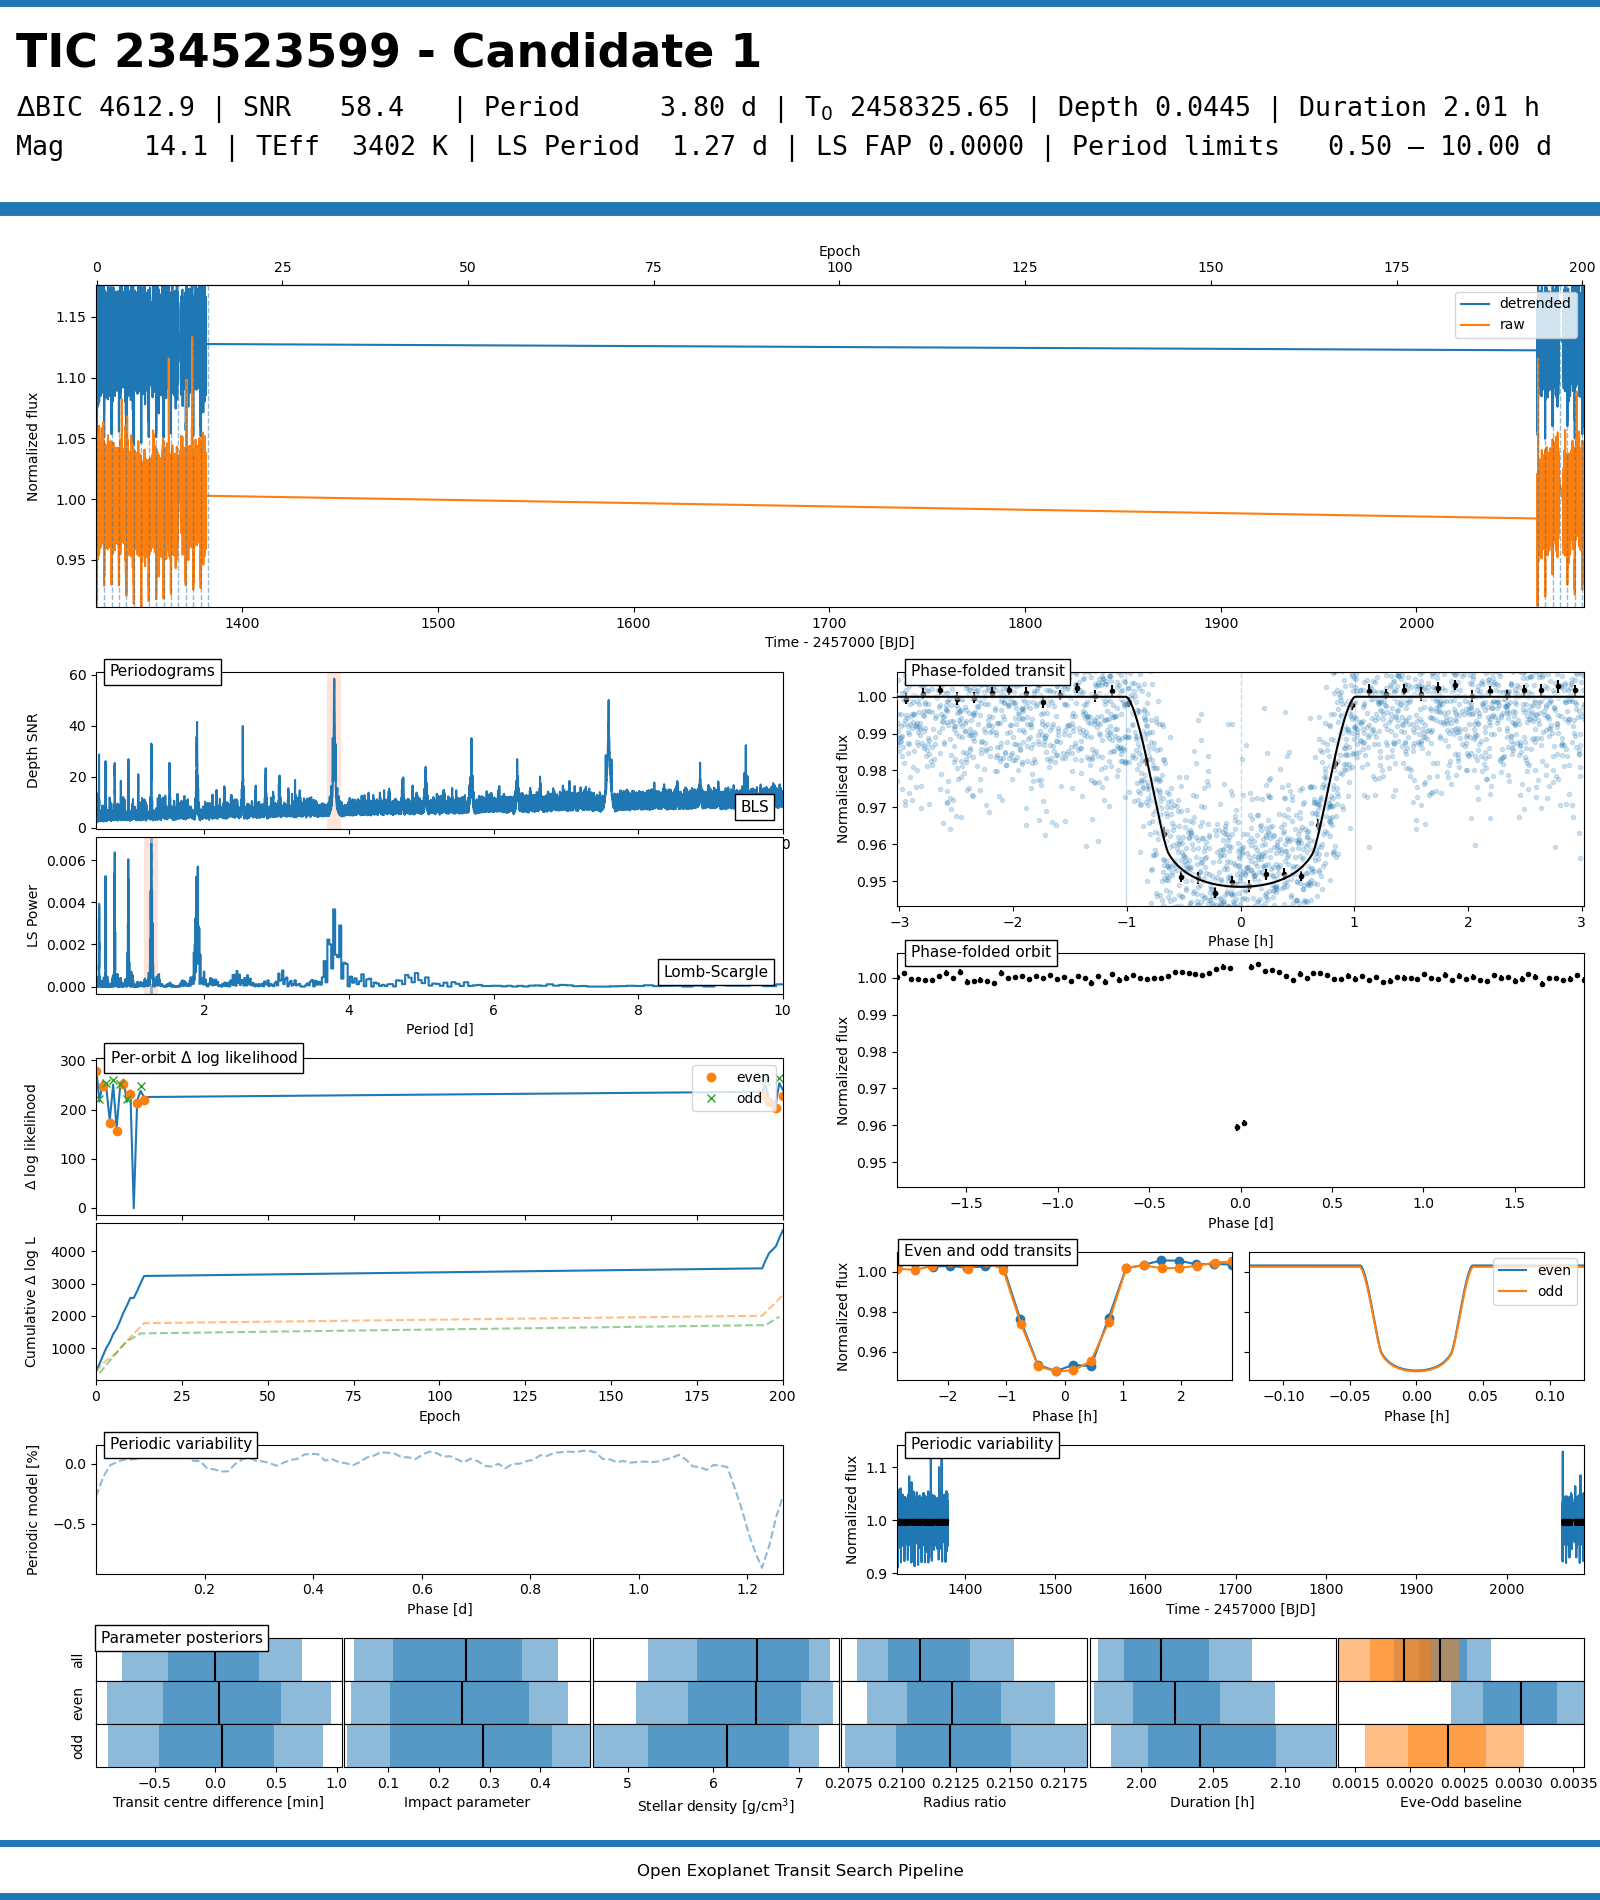 TIC 234523599 - Candidate 1
ΔBIC 4612.9 | SNR 58.4 | Period 3.80 d | T₀ 2458325.65 | Depth 0.0445 | Duration 2.01 h
Mag 14.1 | TEff 3402 K | LS Period 1.27 d | LS FAP 0.0000 | Period limits 0.50 — 10.00 d
Epoch
0 25 50 75 100 125 150 175 200
detrended
raw
1.15
1.10
1.05
1.00
0.95
Normalized flux
1400 1500 1600 1700 1800 1900 2000
Time - 2457000 [BJD]
Periodograms
60
40
20
0
Depth SNR
BLS
0
0.006
0.004
0.002
0.000
LS Power
Lomb-Scargle
2 4 6 8 10
Period [d]
Phase-folded transit
1.00
0.99
0.98
0.97
0.96
0.95
Normalised flux
−3 −2 −1 0 1 2 3
Phase [h]
Phase-folded orbit
1.00
0.99
0.98
0.97
0.96
0.95
Normalized flux
−1.5 −1.0 −0.5 0.0 0.5 1.0 1.5
Phase [d]
Per-orbit Δ log likelihood
300
200
100
0
Δ log likelihood
even
odd
4000
3000
2000
1000
Cumulative Δ log L
0 25 50 75 100 125 150 175 200
Epoch
Even and odd transits
1.00
0.98
0.96
Normalized flux
−2 −1 0 1 2
Phase [h]
even
odd
−0.10 −0.05 0.00 0.05 0.10
Phase [h]
Periodic variability
0.0
−0.5
Periodic model [%]
0.2 0.4 0.6 0.8 1.0 1.2
Phase [d]
Periodic variability
1.1
1.0
0.9
Normalized flux
1400 1500 1600 1700 1800 1900 2000
Time - 2457000 [BJD]
Parameter posteriors
all
even
odd
−0.5 0.0 0.5 1.0
Transit centre difference [min]
0.1 0.2 0.3 0.4
Impact parameter
5 6 7
Stellar density [g/cm³]
0.2075 0.2100 0.2125 0.2150 0.2175
Radius ratio
2.00 2.05 2.10
Duration [h]
0.0015 0.0020 0.0025 0.0030 0.0035
Eve-Odd baseline
Open Exoplanet Transit Search Pipeline